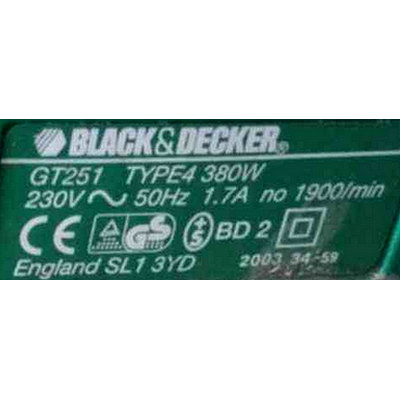 BLACK&DECKER®
GT251 TYPE4 380W
230V ~ 50Hz 1.7A no 1900/min
CE GS BD 2
England SL1 3YD 2003 34-59